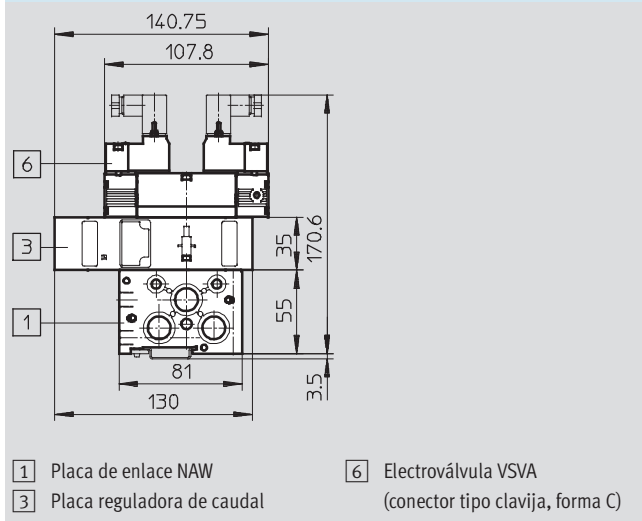 140.75
107.8
6
3
1
35
170.6
55
3.5
81
130
1 Placa de enlace NAW
3 Placa reguladora de caudal
6 Electroválvula VSVA
(conector tipo clavija, forma C)